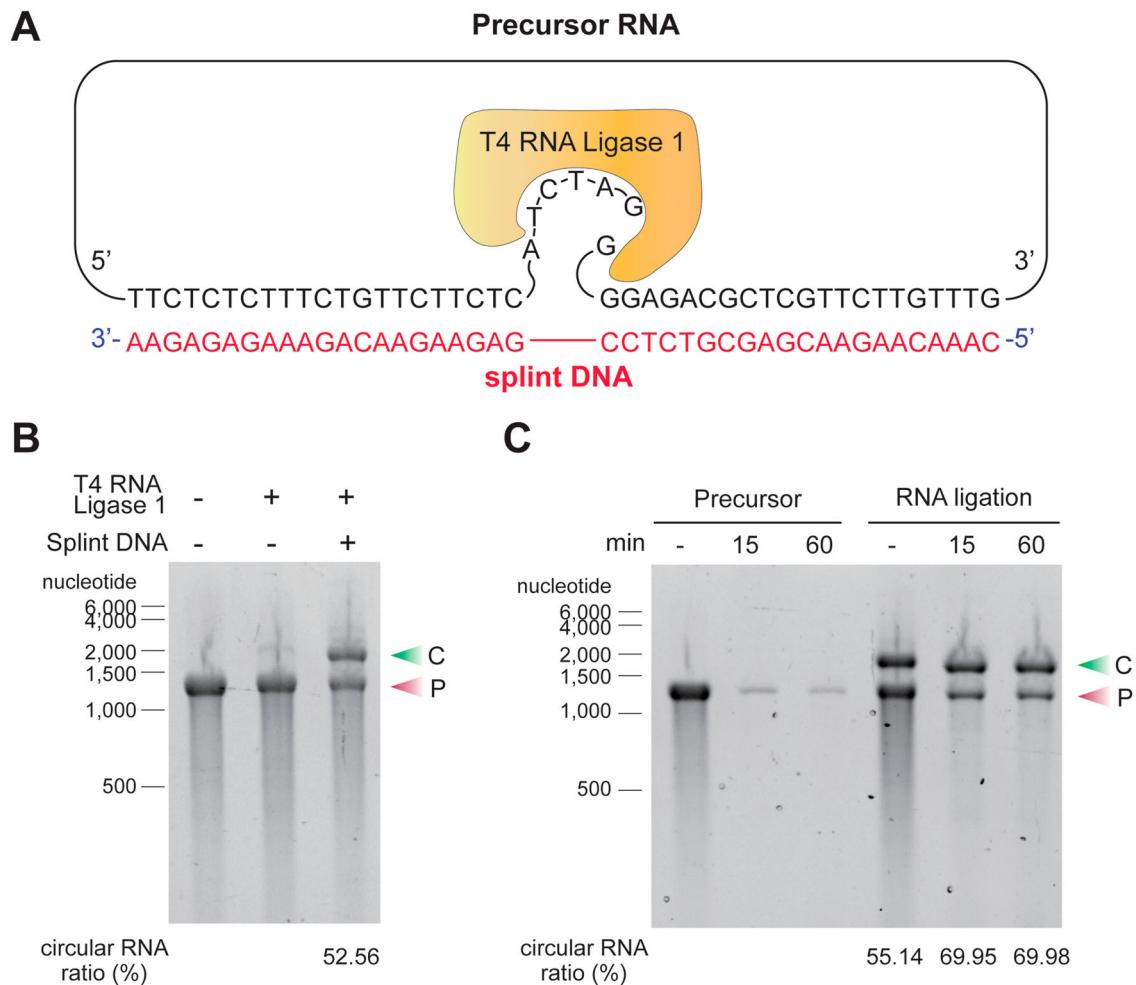 A
Precursor RNA
T4 RNA Ligase 1
A T C T A G
G
5’
3’
TTCTCTCTTTCTGTTCTTCTC
GGAGACGCTCGTTCTTGTTTG
3’- AAGAGAGAAAGACAAGAAGAG CCTCTGCGAGCAAGAACAAAC -5’
splint DNA
B
T4 RNA
Ligase 1 - + +
Splint DNA - - +
nucleotide
6,000
4,000
2,000
1,500
1,000
500
C
P
circular RNA
ratio (%) 52.56
C
Precursor RNA ligation
min - 15 60 - 15 60
nucleotide
6,000
4,000
2,000
1,500
1,000
500
C
P
circular RNA
ratio (%) 55.14 69.95 69.98